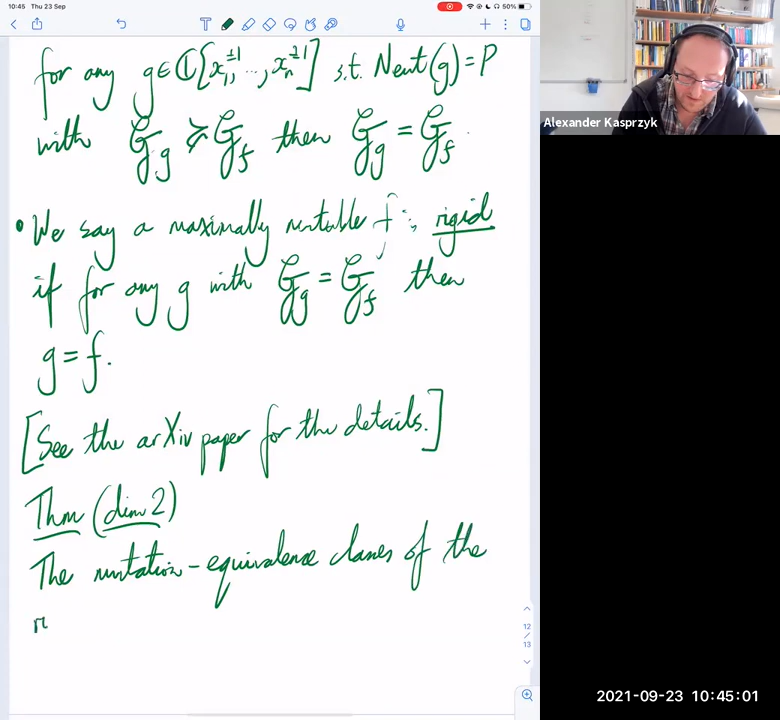 10:45 Thu 23 Sep
50%
for any g ∈ ℂ[x₁^{±1}, ..., xₙ^{±1}] s.t. Newt(g) = P
with 𝒢_g ≥ 𝒢_f then 𝒢_g = 𝒢_f.
• We say a maximally mutable f is rigid
if for any g with 𝒢_g = 𝒢_f then
g = f.
[See the arXiv paper for the details.]
Thm (dim 2)
The mutation-equivalence classes of the
Alexander Kasprzyk
12
/
13
2021-09-23 10:45:01